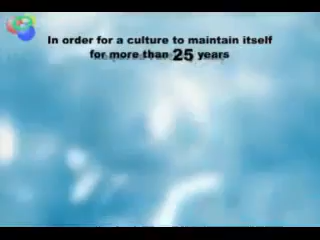 In order for a culture to maintain itself
for more than 25 years